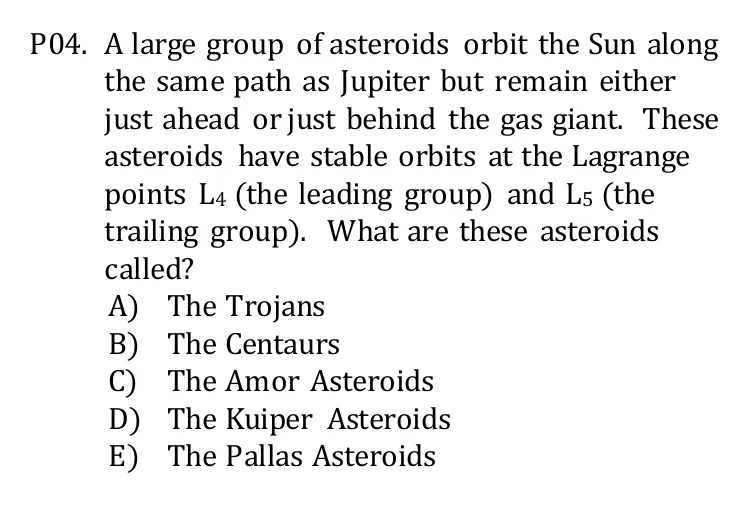 P04. A large group of asteroids orbit the Sun along
the same path as Jupiter but remain either
just ahead or just behind the gas giant. These
asteroids have stable orbits at the Lagrange
points L4 (the leading group) and L5 (the
trailing group). What are these asteroids
called?
A) The Trojans
B) The Centaurs
C) The Amor Asteroids
D) The Kuiper Asteroids
E) The Pallas Asteroids